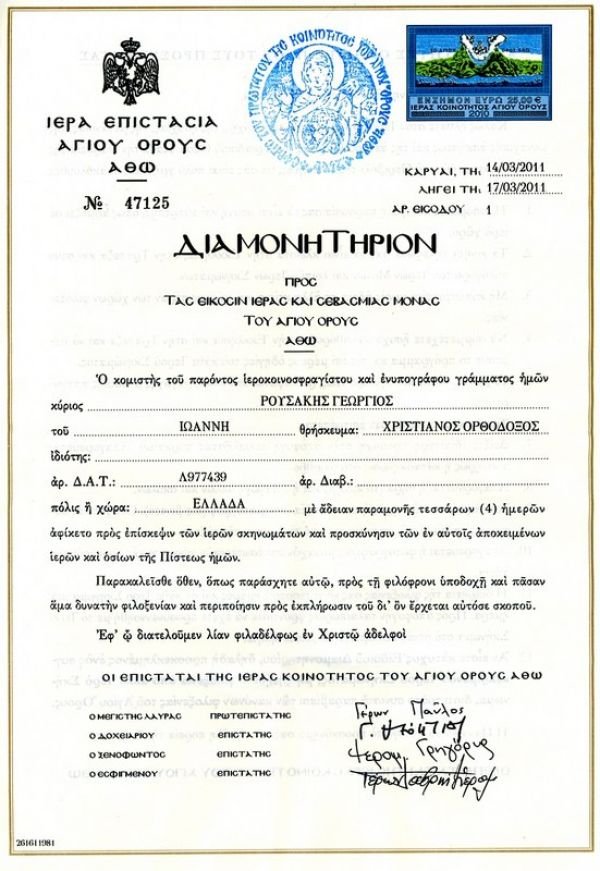 ΙΕΡΑ ΕΠΙΣΤΑΣΙΑ
ΑΓΙΟΥ ΟΡΟΥΣ
ΑΘΩ
№ 47125
ΕΝΣΗΜΟΝ ΕΥΡΩ 25,00 €
ΙΕΡΑΣ ΚΟΙΝΟΤΗΤΟΣ ΑΓΙΟΥ ΟΡΟΥΣ
2010
ΚΑΡΥΑΙ, ΤΗι: 14/03/2011
ΛΗΓΕΙ ΤΗι: 17/03/2011
ΑΡ. ΕΙΣΟΔΟΥ 1
ΔΙΑΜΟΝΗΤΗΡΙΟΝ
ΠΡΟΣ
ΤΑΣ ΕΙΚΟΣΙΝ ΙΕΡΑΣ ΚΑΙ ΣΕΒΑΣΜΙΑΣ ΜΟΝΑΣ
ΤΟΥ ΑΓΙΟΥ ΟΡΟΥΣ
ΑΘΩ
Ὁ κομιστὴς τοῦ παρόντος ἱεροκοινοσφραγίστου καὶ ἐνυπογράφου γράμματος ἡμῶν
κύριος ΡΟΥΣΑΚΗΣ ΓΕΩΡΓΙΟΣ
τοῦ ΙΩΑΝΝΗ θρήσκευμα: ΧΡΙΣΤΙΑΝΟΣ ΟΡΘΟΔΟΞΟΣ
ἰδιότης:
ἀρ. Δ.Α.Τ.: Λ977439 ἀρ. Διαβ.:
πόλις ἢ χώρα: ΕΛΛΑΔΑ μὲ ἄδειαν παραμονῆς τεσσάρων (4) ἡμερῶν
ἀφίκετο πρὸς ἐπίσκεψιν τῶν ἱερῶν σκηνωμάτων καὶ προσκύνησιν τῶν ἐν αὐτοῖς ἀποκειμένων
ἱερῶν καὶ ὁσίων τῆς Πίστεως ἡμῶν.
Παρακαλεῖσθε ὅθεν, ὅπως παράσχητε αὐτῷ, πρὸς τῇ φιλόφρονι ὑποδοχῇ καὶ πᾶσαν
ἅμα δυνατὴν φιλοξενίαν καὶ περιποίησιν πρὸς ἐκπλήρωσιν τοῦ δι' ὃν ἔρχεται αὐτόσε σκοποῦ.
Ἐφ' ᾧ διατελοῦμεν λίαν φιλαδέλφως ἐν Χριστῷ ἀδελφοὶ
ΟΙ ΕΠΙΣΤΑΤΑΙ ΤΗΣ ΙΕΡΑΣ ΚΟΙΝΟΤΗΤΟΣ ΤΟΥ ΑΓΙΟΥ ΟΡΟΥΣ ΑΘΩ
Ο ΜΕΓΙΣΤΗΣ ΛΑΥΡΑΣ ΠΡΩΤΕΠΙΣΤΑΤΗΣ Γέρων Παῦλος
Ο ΔΟΧΕΙΑΡΙΟΥ ΕΠΙΣΤΑΤΗΣ
Ο ΞΕΝΟΦΩΝΤΟΣ ΕΠΙΣΤΑΤΗΣ Γρηγόριος
Ο ΕΣΦΙΓΜΕΝΟΥ ΕΠΙΣΤΑΤΗΣ
261611981